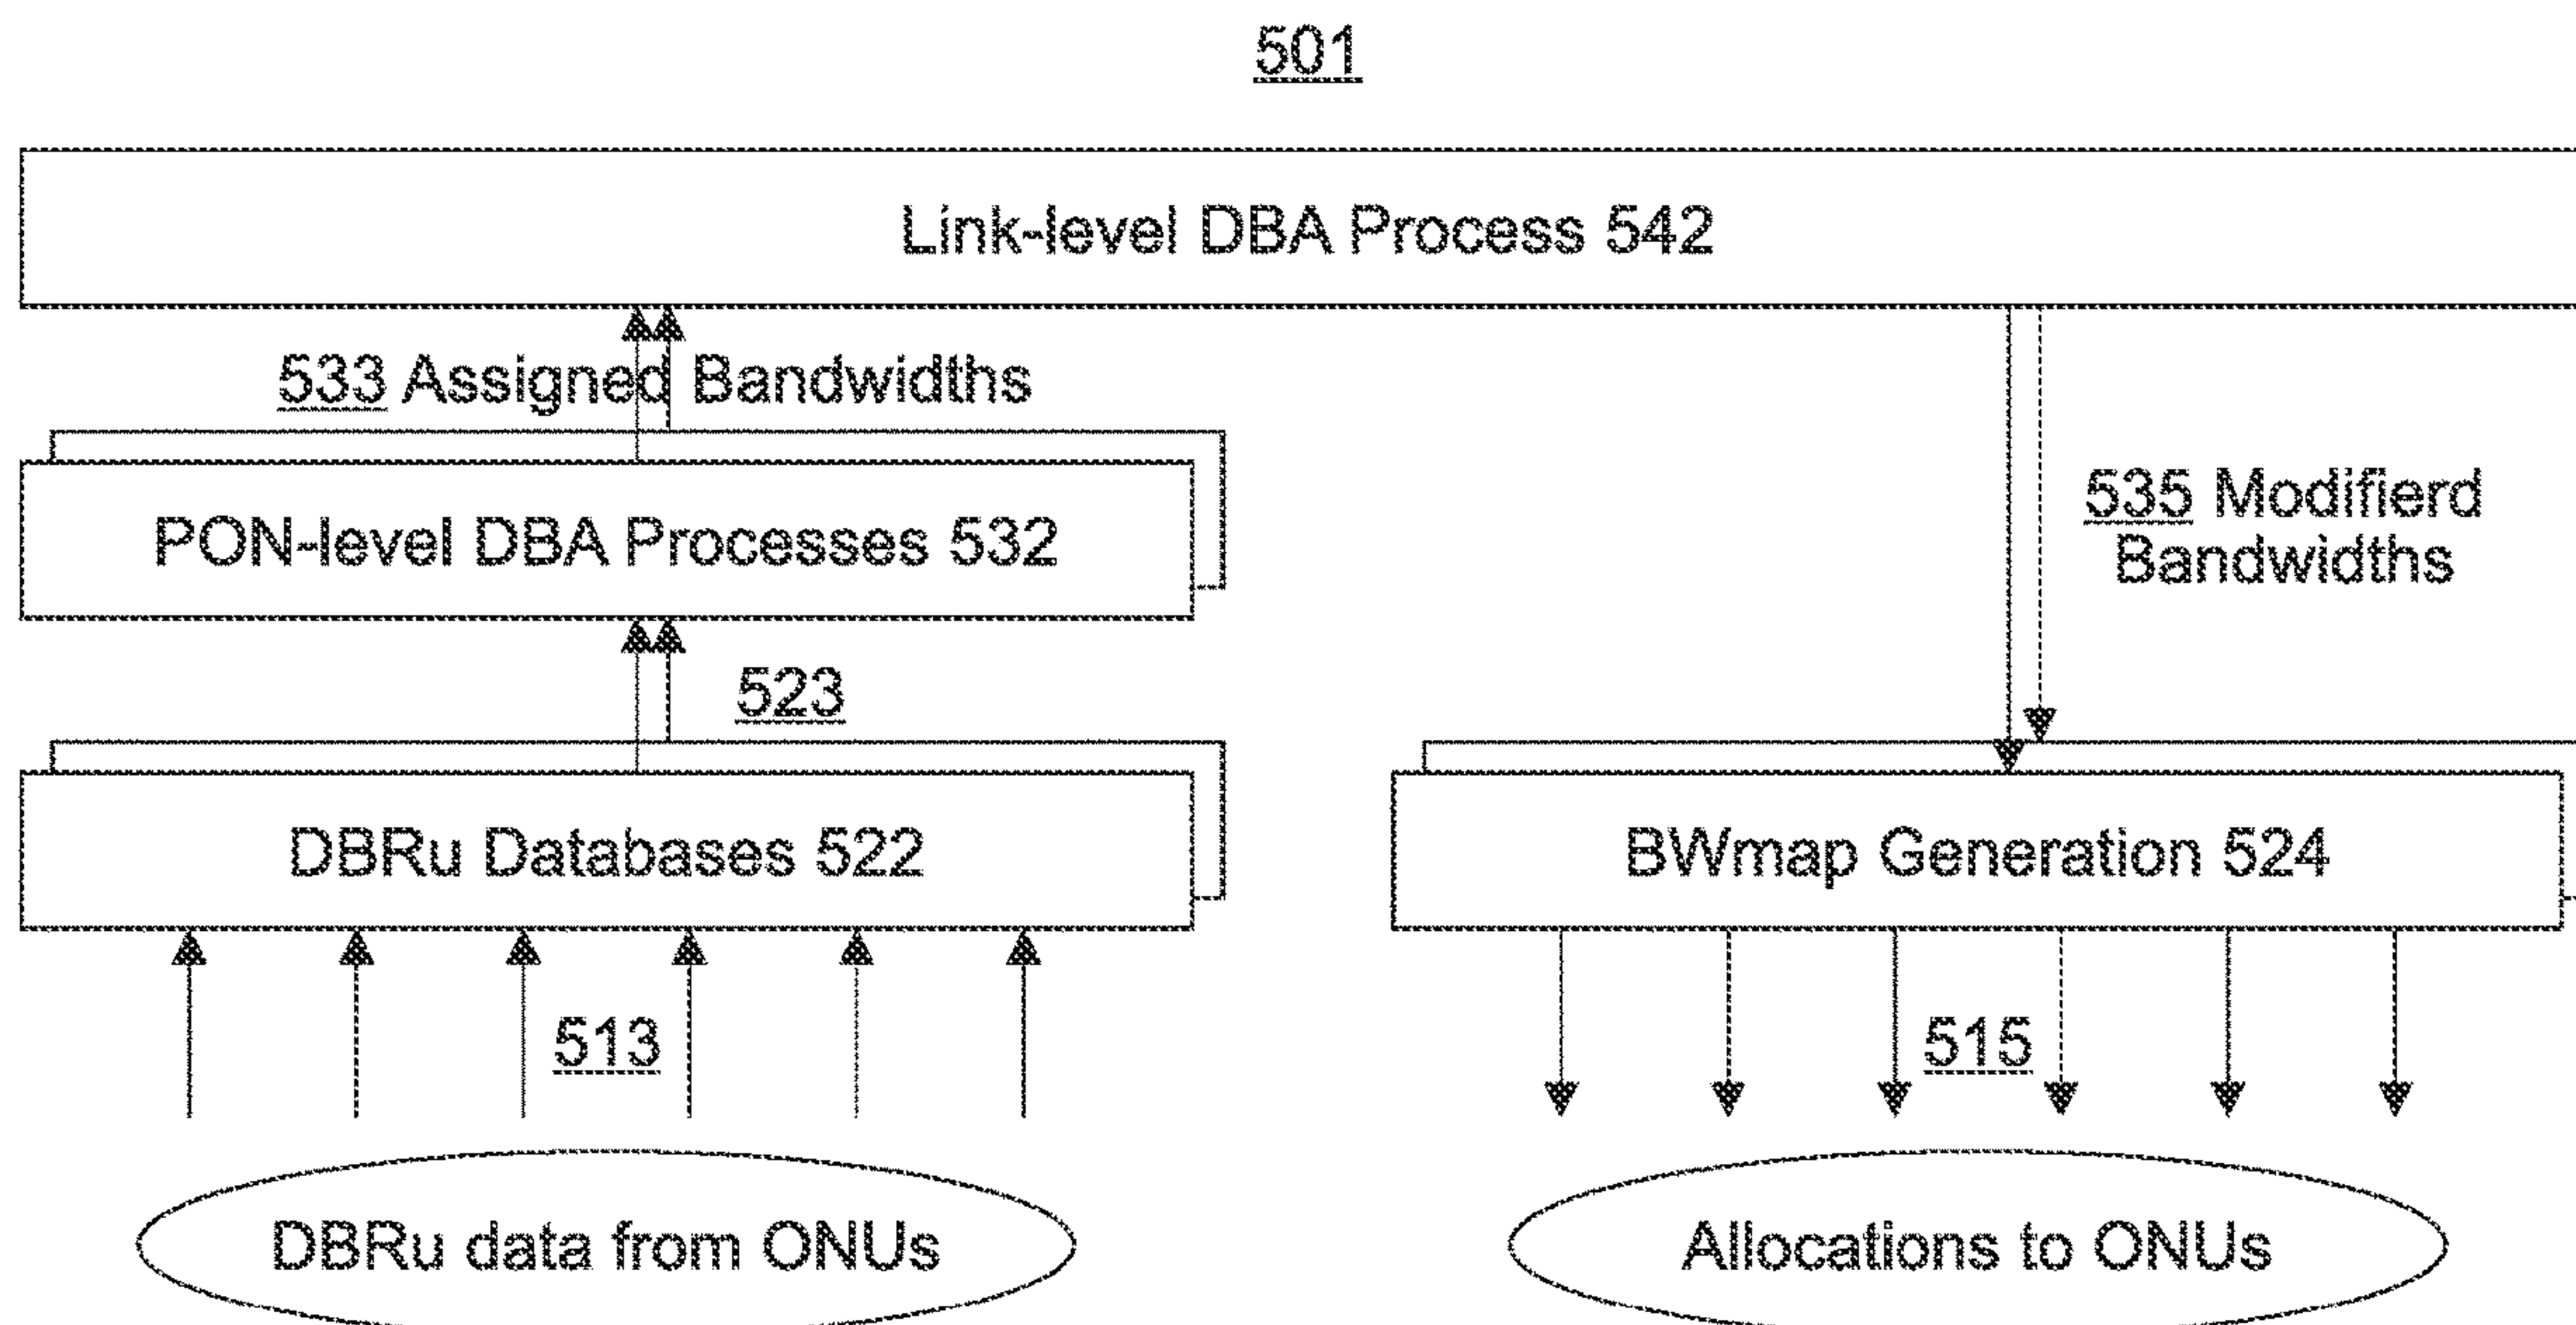 501
Link-level DBA Process 542
533 Assigned Bandwidths
PON-level DBA Processes 532
535 Modifierd
Bandwidths
523
DBRu Databases 522
BWmap Generation 524
513
515
DBRu data from ONUs
Allocations to ONUs